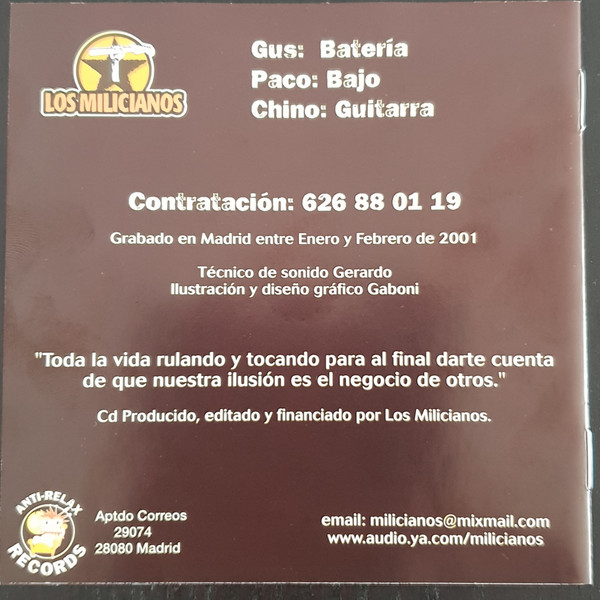 LOS MILICIANOS
Gus: Batería
Paco: Bajo
Chino: Guitarra
Contratación: 626 88 01 19
Grabado en Madrid entre Enero y Febrero de 2001
Técnico de sonido Gerardo
Ilustración y diseño gráfico Gaboni
"Toda la vida rulando y tocando para al final darte cuenta
de que nuestra ilusión es el negocio de otros."
Cd Producido, editado y financiado por Los Milicianos.
ANTI-RELAX
RECORDS
Aptdo Correos
29074
28080 Madrid
email: milicianos@mixmail.com
www.audio.ya.com/milicianos